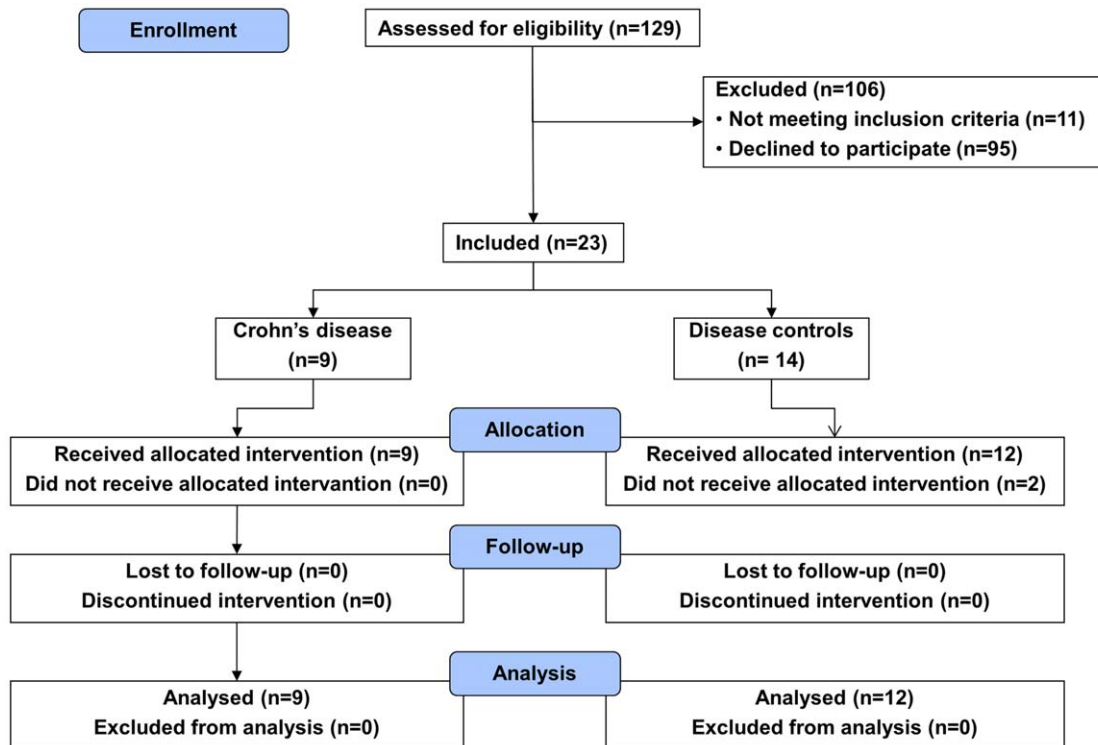 Enrollment
Assessed for eligibility (n=129)
Excluded (n=106)
• Not meeting inclusion criteria (n=11)
• Declined to participate (n=95)
Included (n=23)
Crohn's disease
(n=9)
Disease controls
(n= 14)
Allocation
Received allocated intervention (n=9)
Did not receive allocated intervantion (n=0)
Received allocated intervention (n=12)
Did not receive allocated intervention (n=2)
Follow-up
Lost to follow-up (n=0)
Discontinued intervention (n=0)
Lost to follow-up (n=0)
Discontinued intervention (n=0)
Analysis
Analysed (n=9)
Excluded from analysis (n=0)
Analysed (n=12)
Excluded from analysis (n=0)